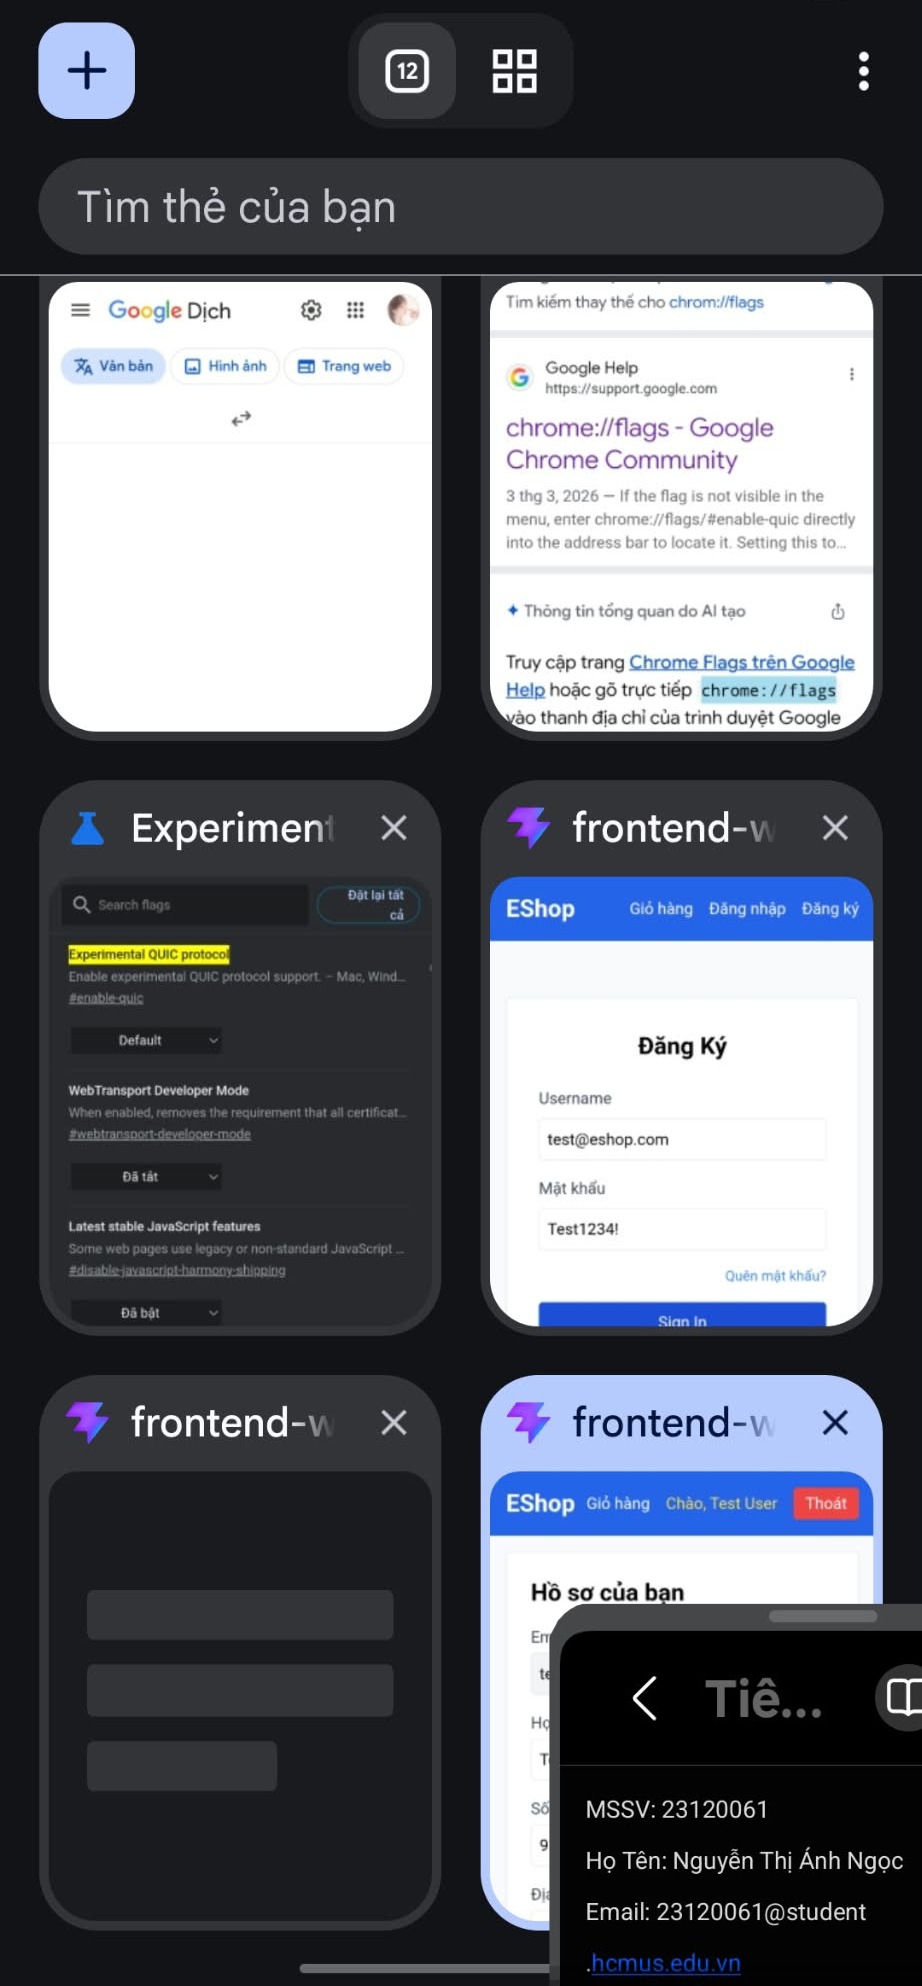 12
Tìm thẻ của bạn
Google Dịch
Văn bản
Hình ảnh
Trang web
Tìm kiếm thay thế cho chrom://flags
Google Help
https://support.google.com
chrome://flags - Google
Chrome Community
3 thg 3, 2026 — If the flag is not visible in the
menu, enter chrome://flags/#enable-quic directly
into the address bar to locate it. Setting this to...
Thông tin tổng quan do AI tạo
Truy cập trang Chrome Flags trên Google
Help hoặc gõ trực tiếp chrome://flags
vào thanh địa chỉ của trình duyệt Google
Experiment
Search flags
Đặt lại tất
cả
Experimental QUIC protocol
Enable experimental QUIC protocol support. – Mac, Wind...
#enable-quic
Default
WebTransport Developer Mode
When enabled, removes the requirement that all certificat...
#webtransport-developer-mode
Đã tắt
Latest stable JavaScript features
Some web pages use legacy or non-standard JavaScript ...
#disable-javascript-harmony-shipping
Đã bật
frontend-w
EShop
Giỏ hàng
Đăng nhập
Đăng ký
Đăng Ký
Username
test@eshop.com
Mật khẩu
Test1234!
Quên mật khẩu?
Sign In
frontend-w
frontend-w
EShop
Giỏ hàng
Chào, Test User
Thoát
Hồ sơ của bạn
Em
te
Họ
T
Số
9
Địa
Tiê...
MSSV: 23120061
Họ Tên: Nguyễn Thị Ánh Ngọc
Email: 23120061@student
.hcmus.edu.vn